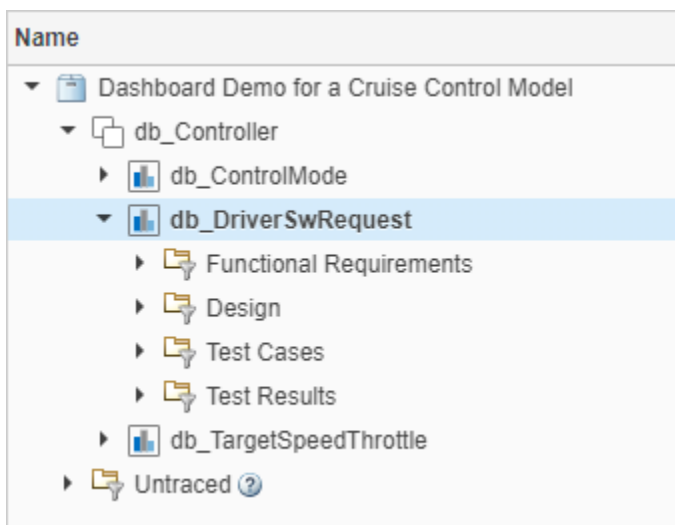 Name
Dashboard Demo for a Cruise Control Model
db_Controller
db_ControlMode
db_DriverSwRequest
Functional Requirements
Design
Test Cases
Test Results
db_TargetSpeedThrottle
Untraced ?